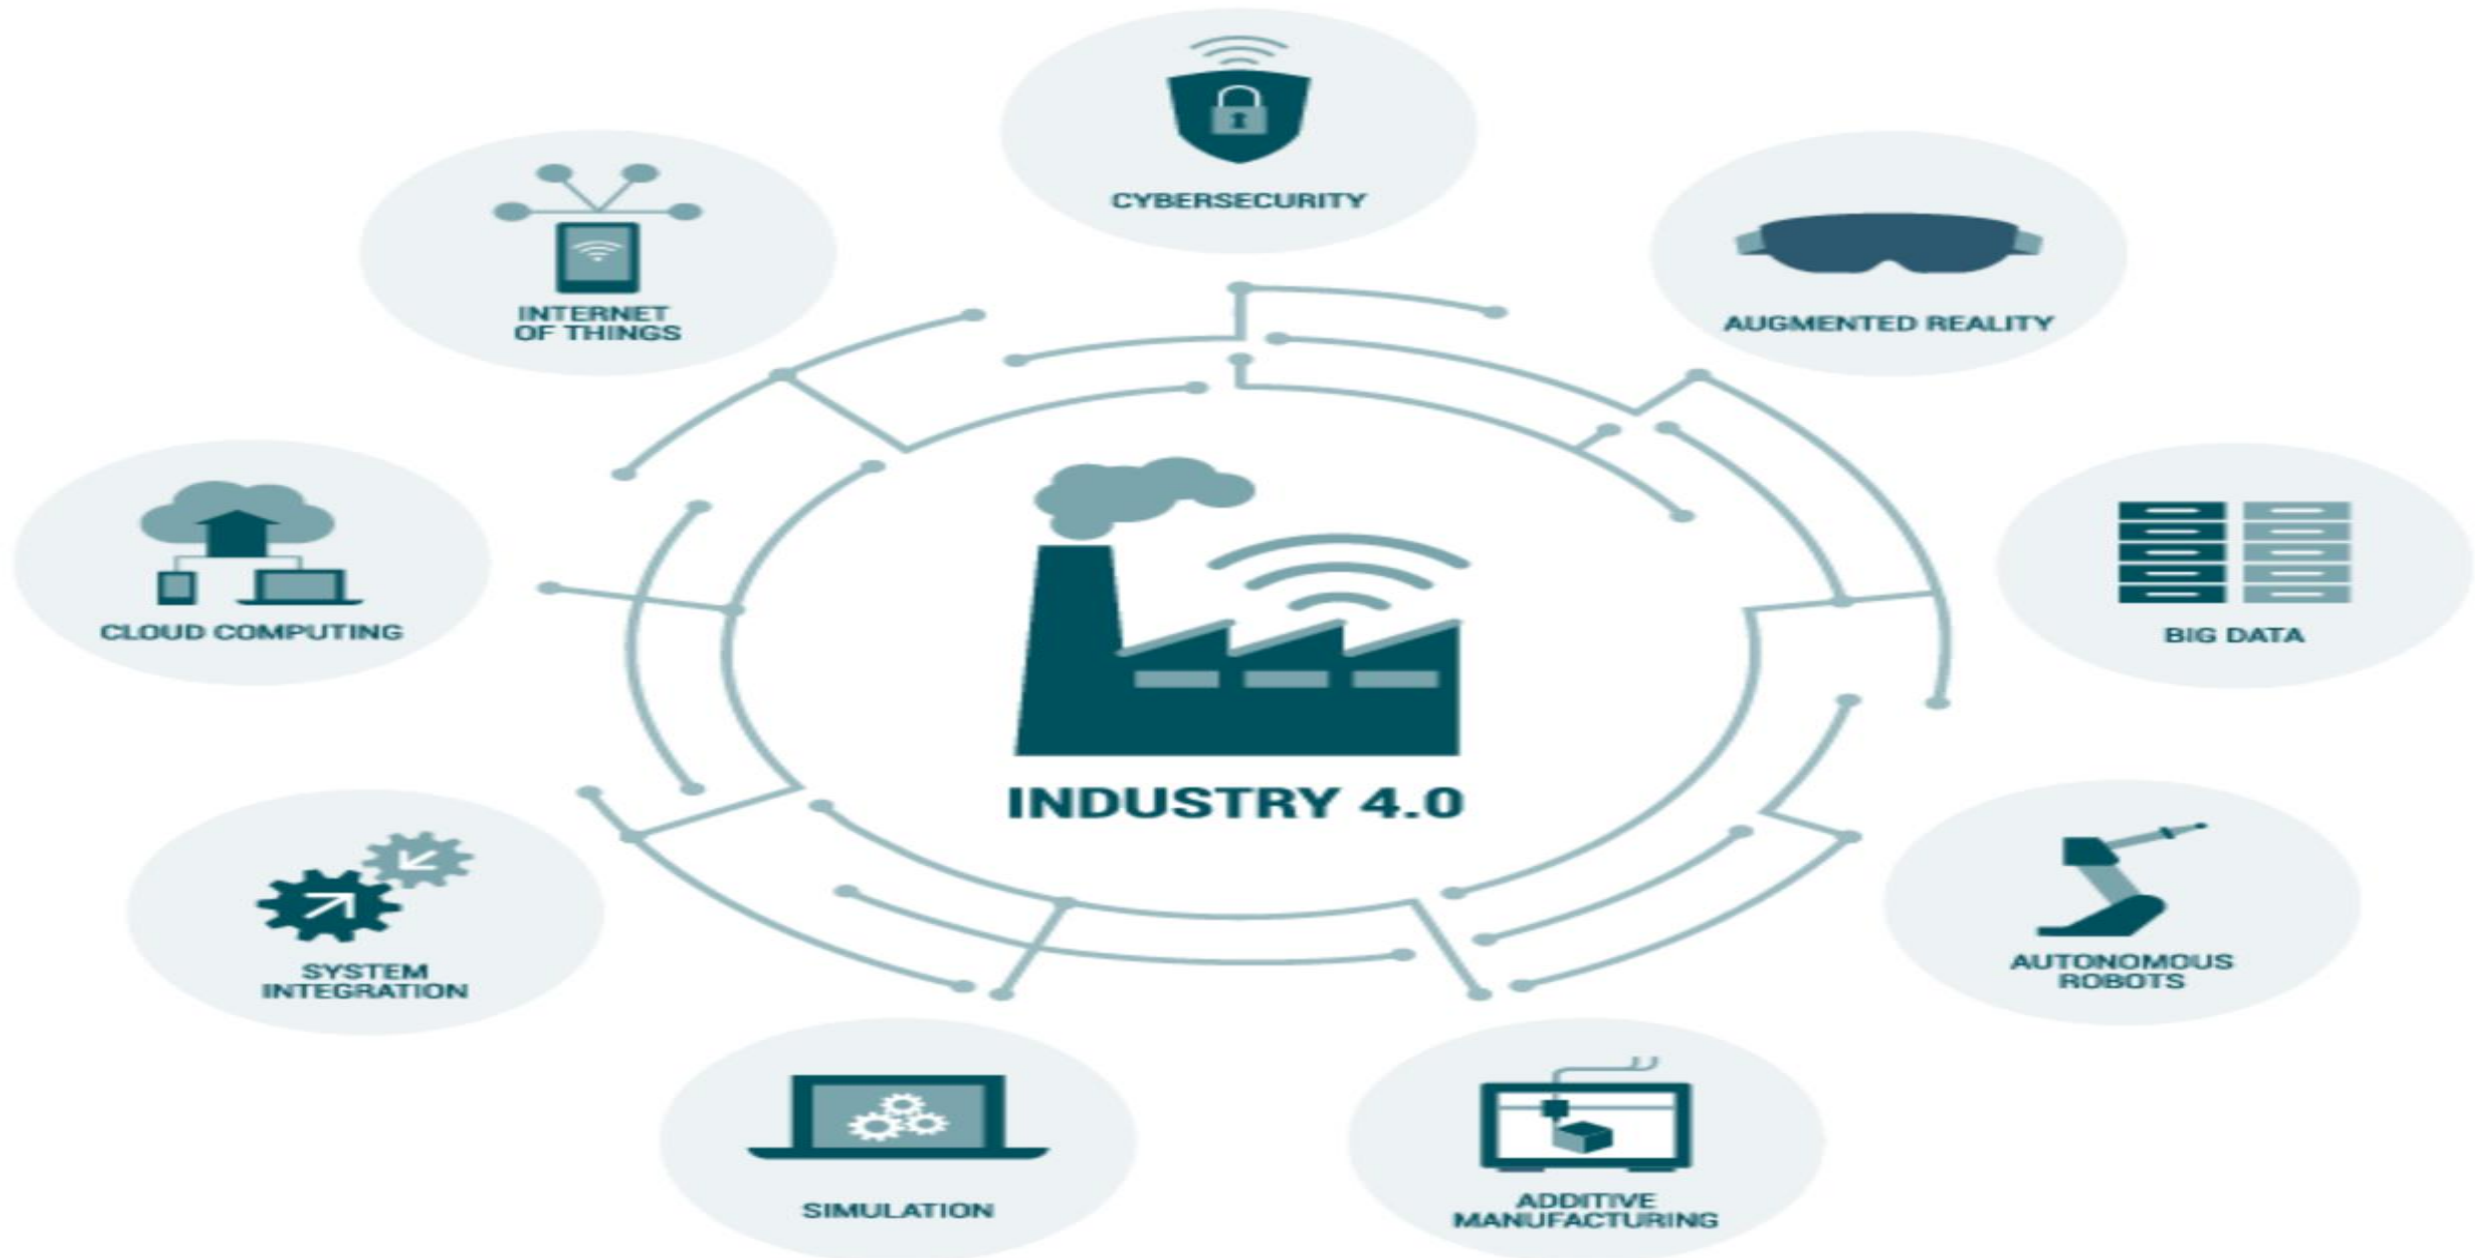 CYBERSECURITY
INTERNET
OF THINGS
AUGMENTED REALITY
CLOUD COMPUTING
BIG DATA
INDUSTRY 4.0
SYSTEM
INTEGRATION
AUTONOMOUS
ROBOTS
SIMULATION
ADDITIVE
MANUFACTURING